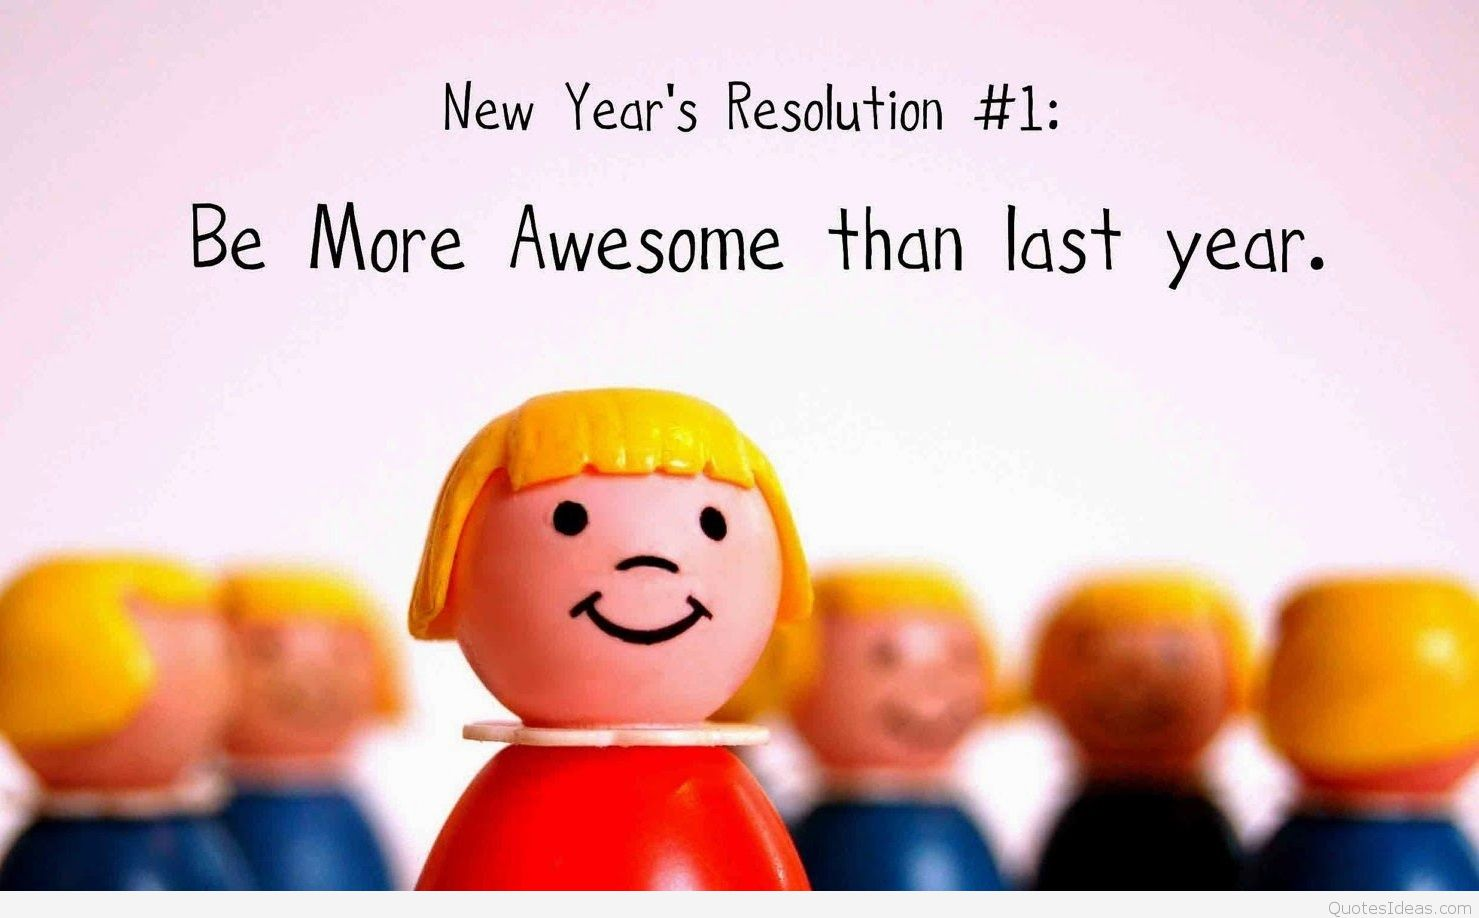 New Year's Resolution #1:
Be More Awesome than last year.
QuotesIdeas.com